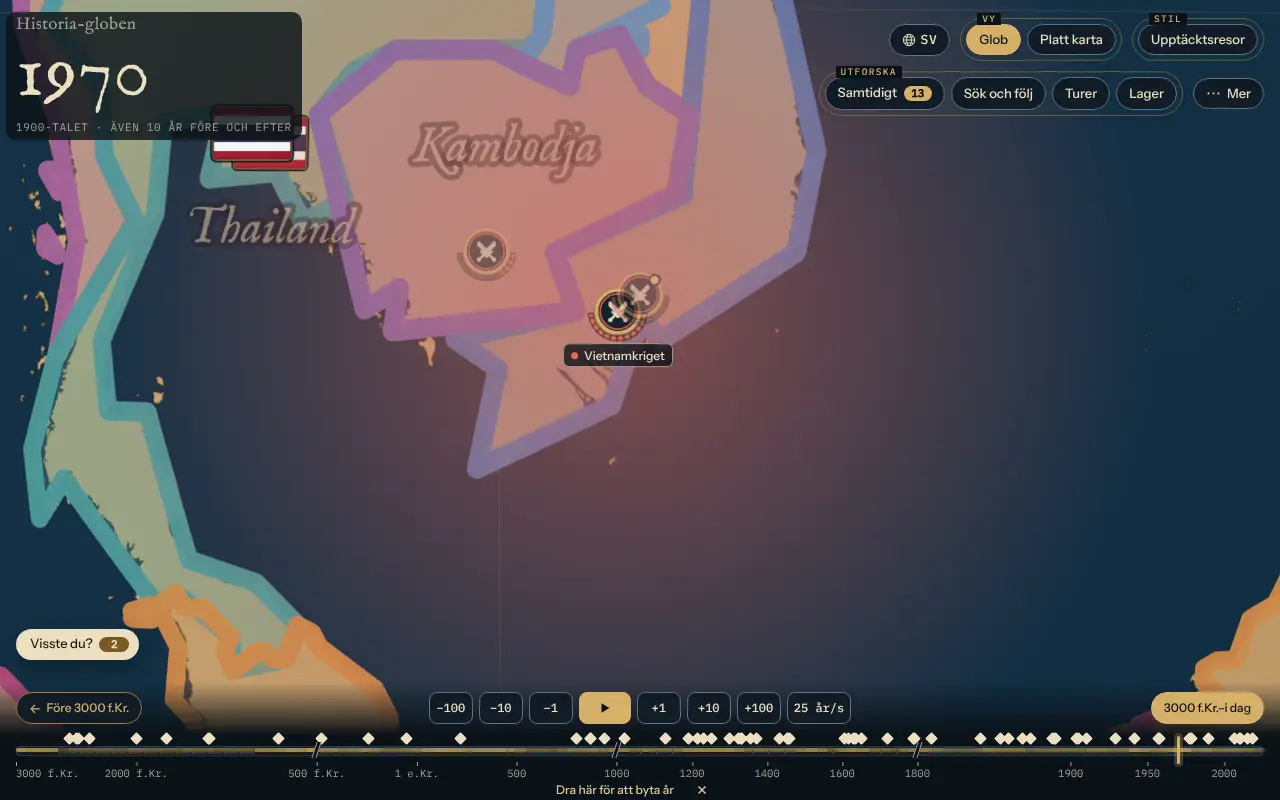 Historia-globen
1970
1900-TALET · ÄVEN 10 ÅR FÖRE OCH EFTER
SV
VY
Glob
Platt karta
STIL
Upptäcktsresor
UTFORSKA
Samtidigt 13
Sök och följ
Turer
Lager
··· Mer
Kambodja
Thailand
Vietnamkriget
Visste du? 2
← Före 3000 f.Kr.
−100
−10
−1
+1
+10
+100
25 år/s
3000 f.Kr.–i dag
3000 f.Kr.
2000 f.Kr.
500 f.Kr.
1 e.Kr.
500
1000
1200
1400
1600
1800
1900
1950
2000
Dra här för att byta år ✕